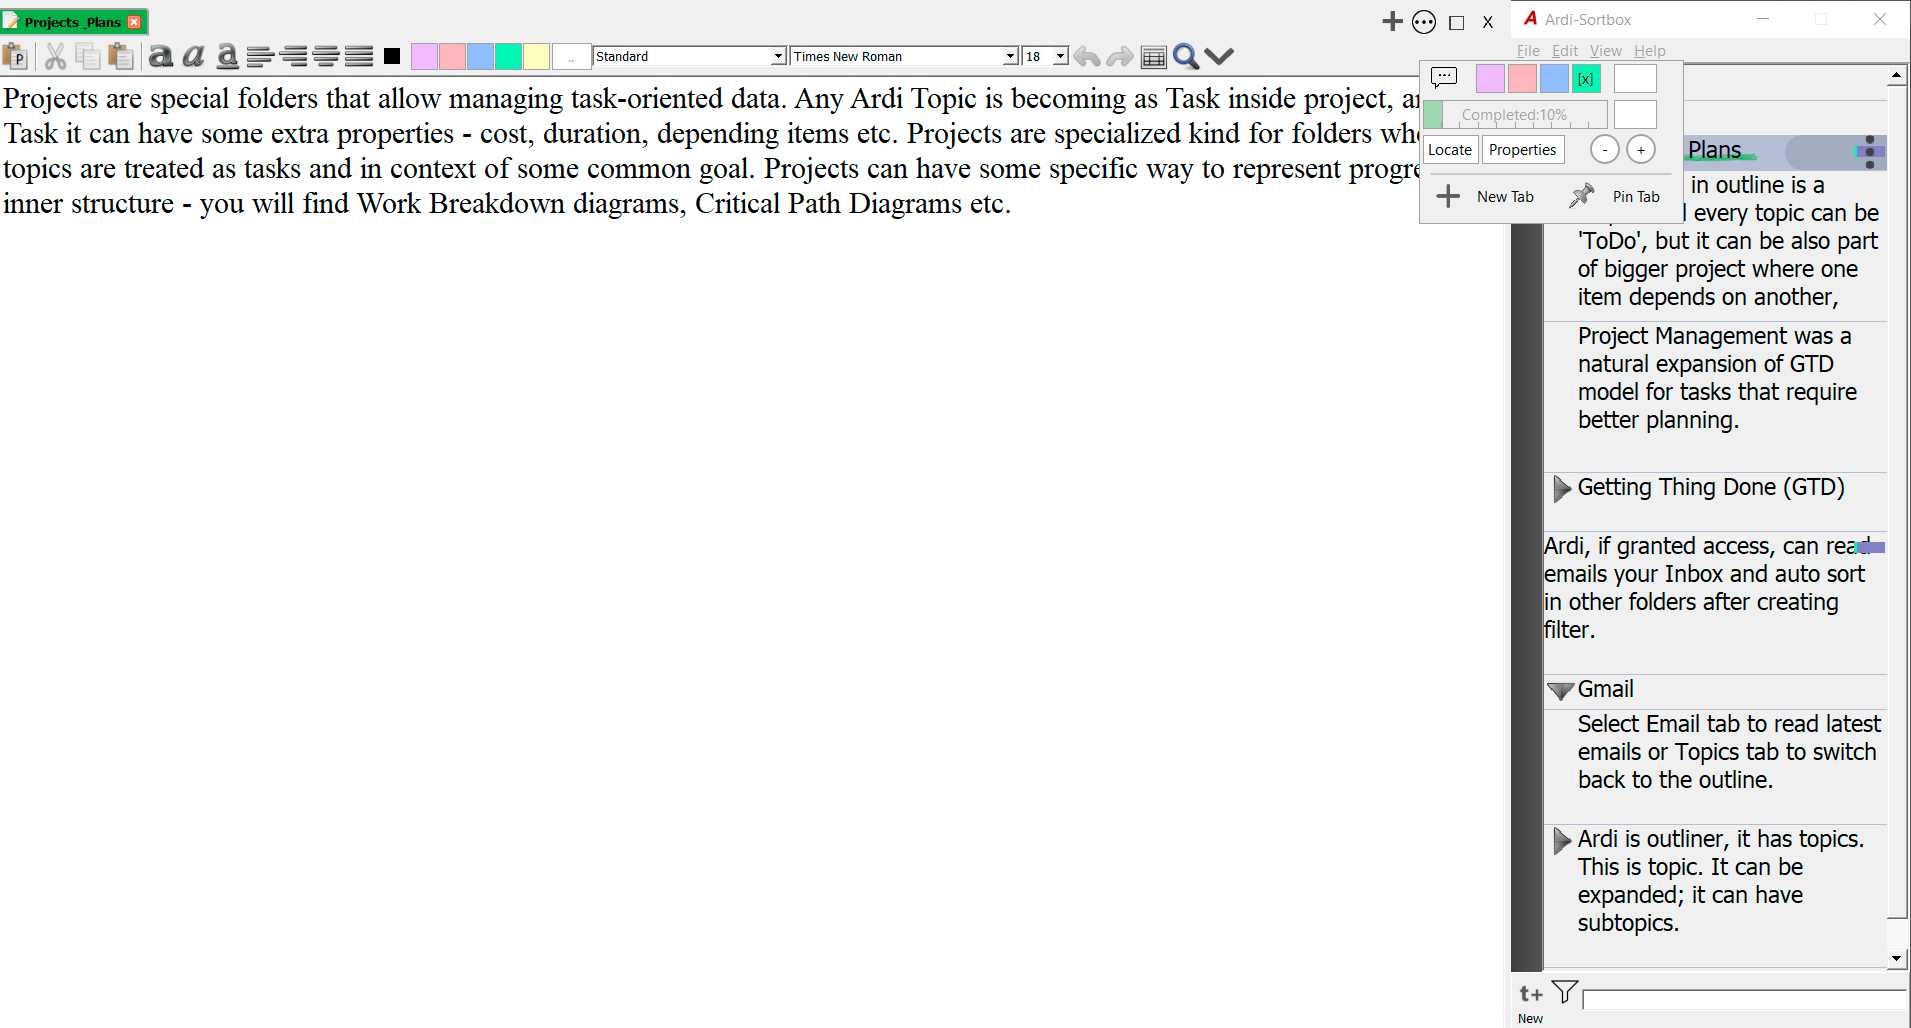 Projects _Plans
Standard
Times New Roman
18
Projects are special folders that allow managing task-oriented data. Any Ardi Topic is becoming as Task inside project, a
Task it can have some extra properties - cost, duration, depending items etc. Projects are specialized kind for folders wh
topics are treated as tasks and in context of some common goal. Projects can have some specific way to represent progre
inner structure - you will find Work Breakdown diagrams, Critical Path Diagrams etc.
X
Ardi-Sortbox
File Edit View Help
[x]
Completed:10%
Locate Properties - +
New Tab Pin Tab
Plans
in outline is a
every topic can be
'ToDo', but it can be also part
of bigger project where one
item depends on another,
Project Management was a
natural expansion of GTD
model for tasks that require
better planning.
Getting Thing Done (GTD)
Ardi, if granted access, can read
emails your Inbox and auto sort
in other folders after creating
filter.
Gmail
Select Email tab to read latest
emails or Topics tab to switch
back to the outline.
Ardi is outliner, it has topics.
This is topic. It can be
expanded; it can have
subtopics.
t+
New